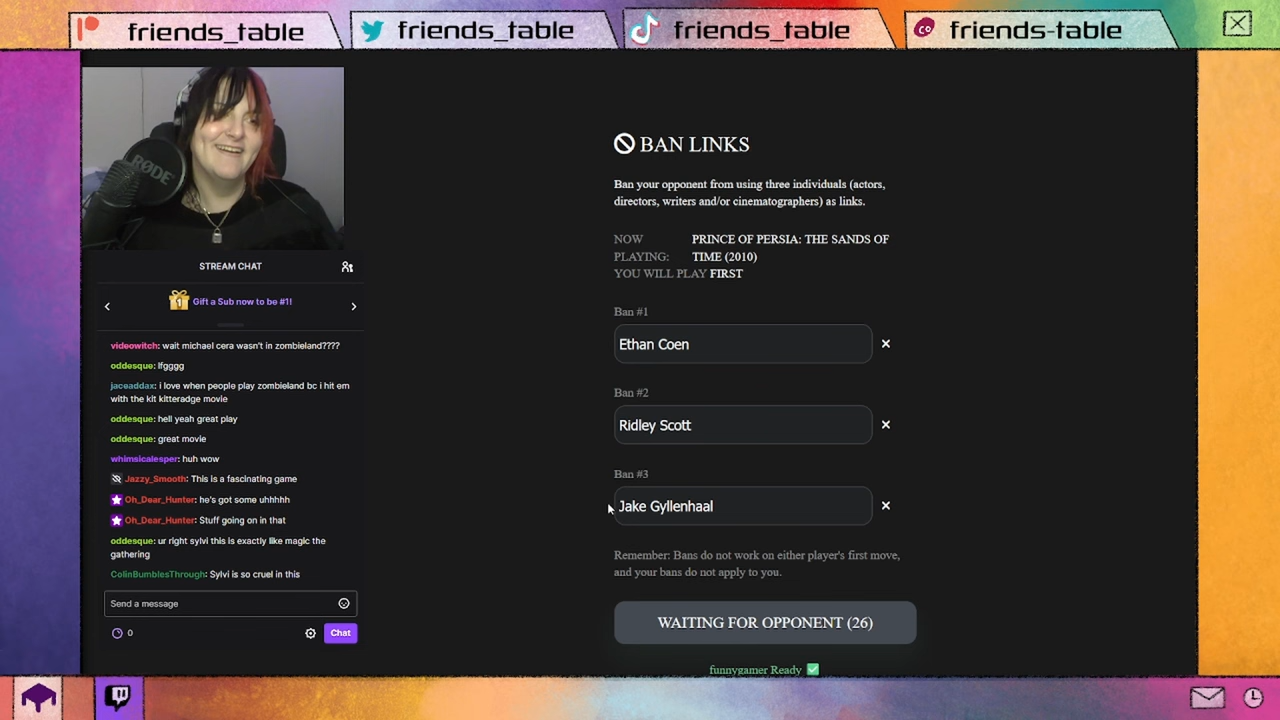 friends_table
friends_table
friends_table
friends-table
RØDE
STREAM CHAT
Gift a Sub now to be #1!
1
videowitch: wait michael cera wasn't in zombieland????
oddesque: lfgggg
jaceaddax: i love when people play zombieland bc i hit em
with the kit kitteradge movie
oddesque: hell yeah great play
oddesque: great movie
whimsicalesper: huh wow
Jazzy_Smooth: This is a fascinating game
Oh_Dear_Hunter: he's got some uhhhhh
Oh_Dear_Hunter: Stuff going on in that
oddesque: ur right sylvi this is exactly like magic the
gathering
ColinBumblesThrough: Sylvi is so cruel in this
Send a message
0
Chat
BAN LINKS
Ban your opponent from using three individuals (actors,
directors, writers and/or cinematographers) as links.
NOW PLAYING: PRINCE OF PERSIA: THE SANDS OF
TIME (2010)
YOU WILL PLAY FIRST
Ban #1
Ethan Coen
Ban #2
Ridley Scott
Ban #3
Jake Gyllenhaal
Remember: Bans do not work on either player's first move,
and your bans do not apply to you.
WAITING FOR OPPONENT (26)
funnygamer Ready